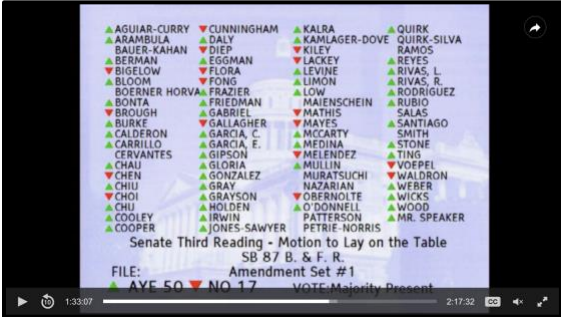 AGUIAR-CURRY
ARAMBULA
BAUER-KAHAN
BERMAN
BIGELOW
BLOOM
BOERNER HORVA
BONTA
BROUGH
BURKE
CALDERON
CARRILLO
CERVANTES
CHAU
CHEN
CHIU
CHOI
CHU
COOLEY
COOPER
CUNNINGHAM
DALY
DIEP
EGGMAN
FLORA
FONG
FRAZIER
FRIEDMAN
GABRIEL
GALLAGHER
GARCIA, C.
GARCIA, E.
GIPSON
GLORIA
GONZALEZ
GRAY
GRAYSON
HOLDEN
IRWIN
JONES-SAWYER
KALRA
KAMLAGER-DOVE
KILEY
LACKEY
LEVINE
LIMÓN
LOW
MAIENSCHEIN
MATHIS
MAYES
MCCARTY
MEDINA
MELENDEZ
MULLIN
MURATSUCHI
NAZARIAN
OBERNOLTE
O'DONNELL
PATTERSON
PETRIE-NORRIS
QUIRK
QUIRK-SILVA
RAMOS
REYES
RIVAS, L.
RIVAS, R.
RODRIGUEZ
RUBIO
SALAS
SANTIAGO
SMITH
STONE
TING
VOEPEL
WALDRON
WEBER
WICKS
WOOD
MR. SPEAKER
Senate Third Reading - Motion to Lay on the Table
SB 87 B. & F. R.
FILE: Amendment Set #1
AYE 50 NO 17 VOTE:Majority Present
10 1:33:07 2:17:32 CC